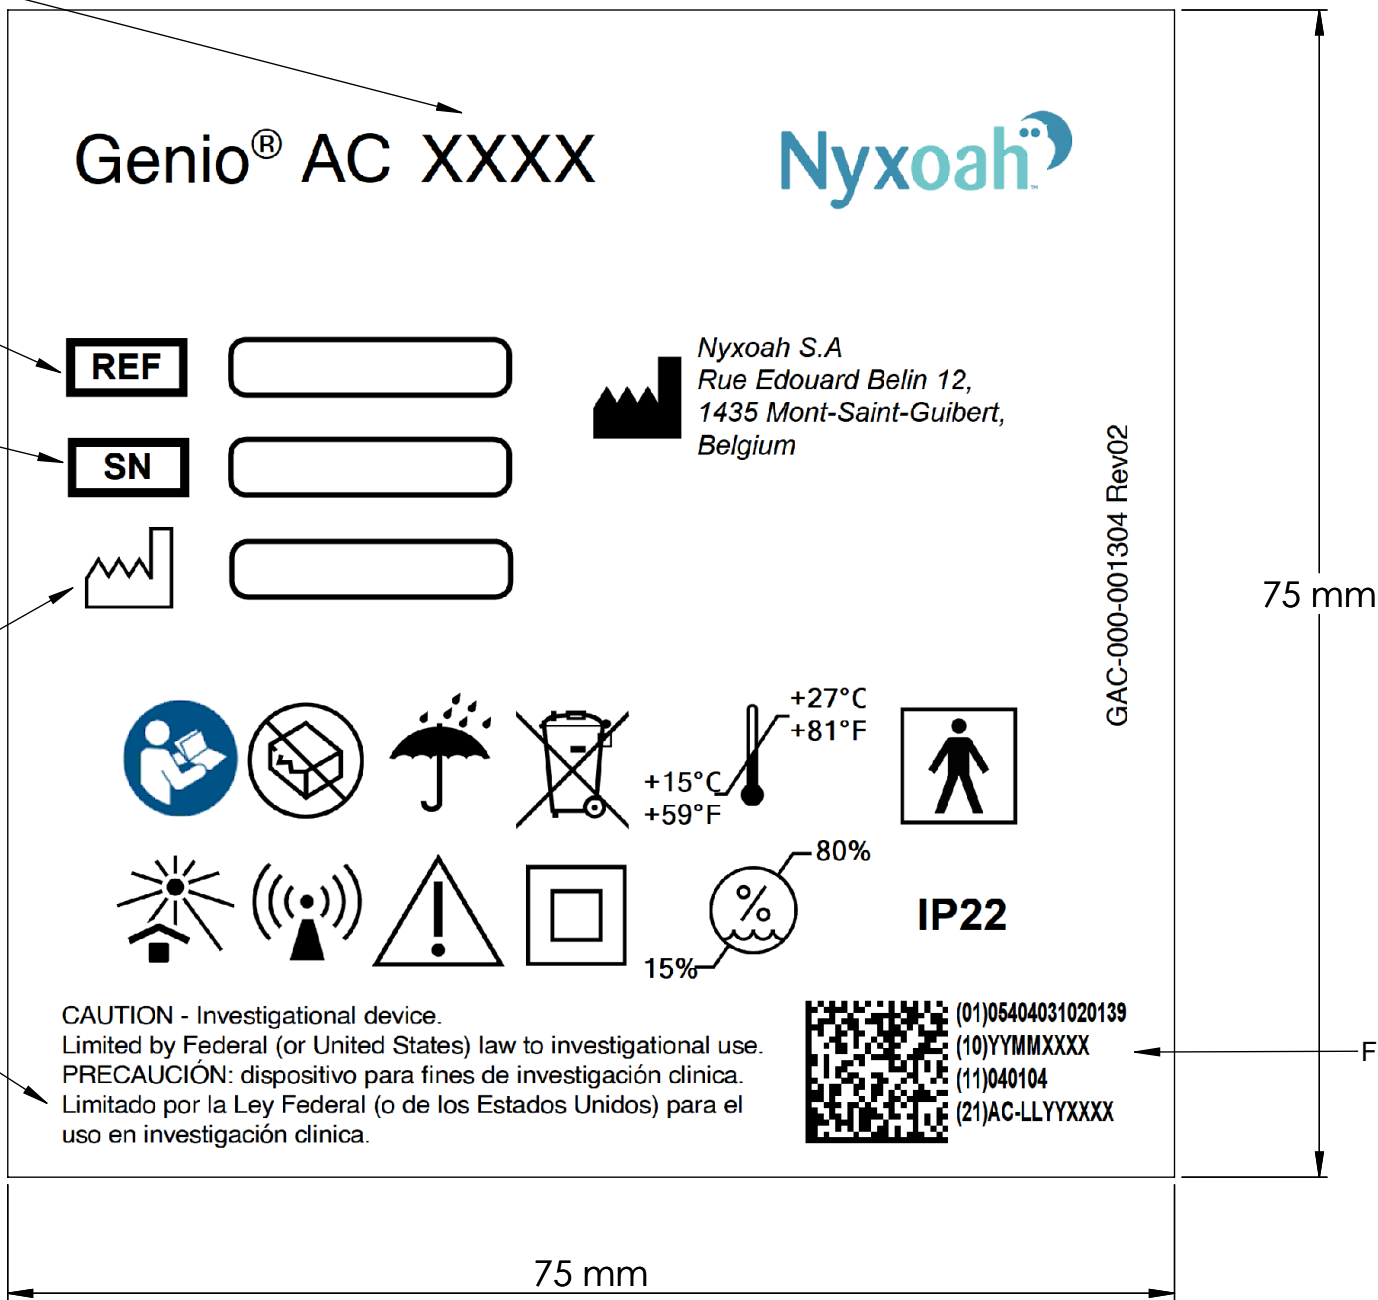 Genio® AC XXXX
Nyxoah™
REF
SN
Nyxoah S.A
Rue Edouard Belin 12,
1435 Mont-Saint-Guibert,
Belgium
GAC-000-001304 Rev02
75 mm
+27°C
+81°F
+15°C
+59°F
80%
%
15%
IP22
CAUTION - Investigational device.
Limited by Federal (or United States) law to investigational use.
PRECAUCIÓN: dispositivo para fines de investigación clinica.
Limitado por la Ley Federal (o de los Estados Unidos) para el
uso en investigación clinica.
(01)05404031020139
(10)YYMMXXXX
(11)040104
(21)AC-LLYYXXXX
F
75 mm